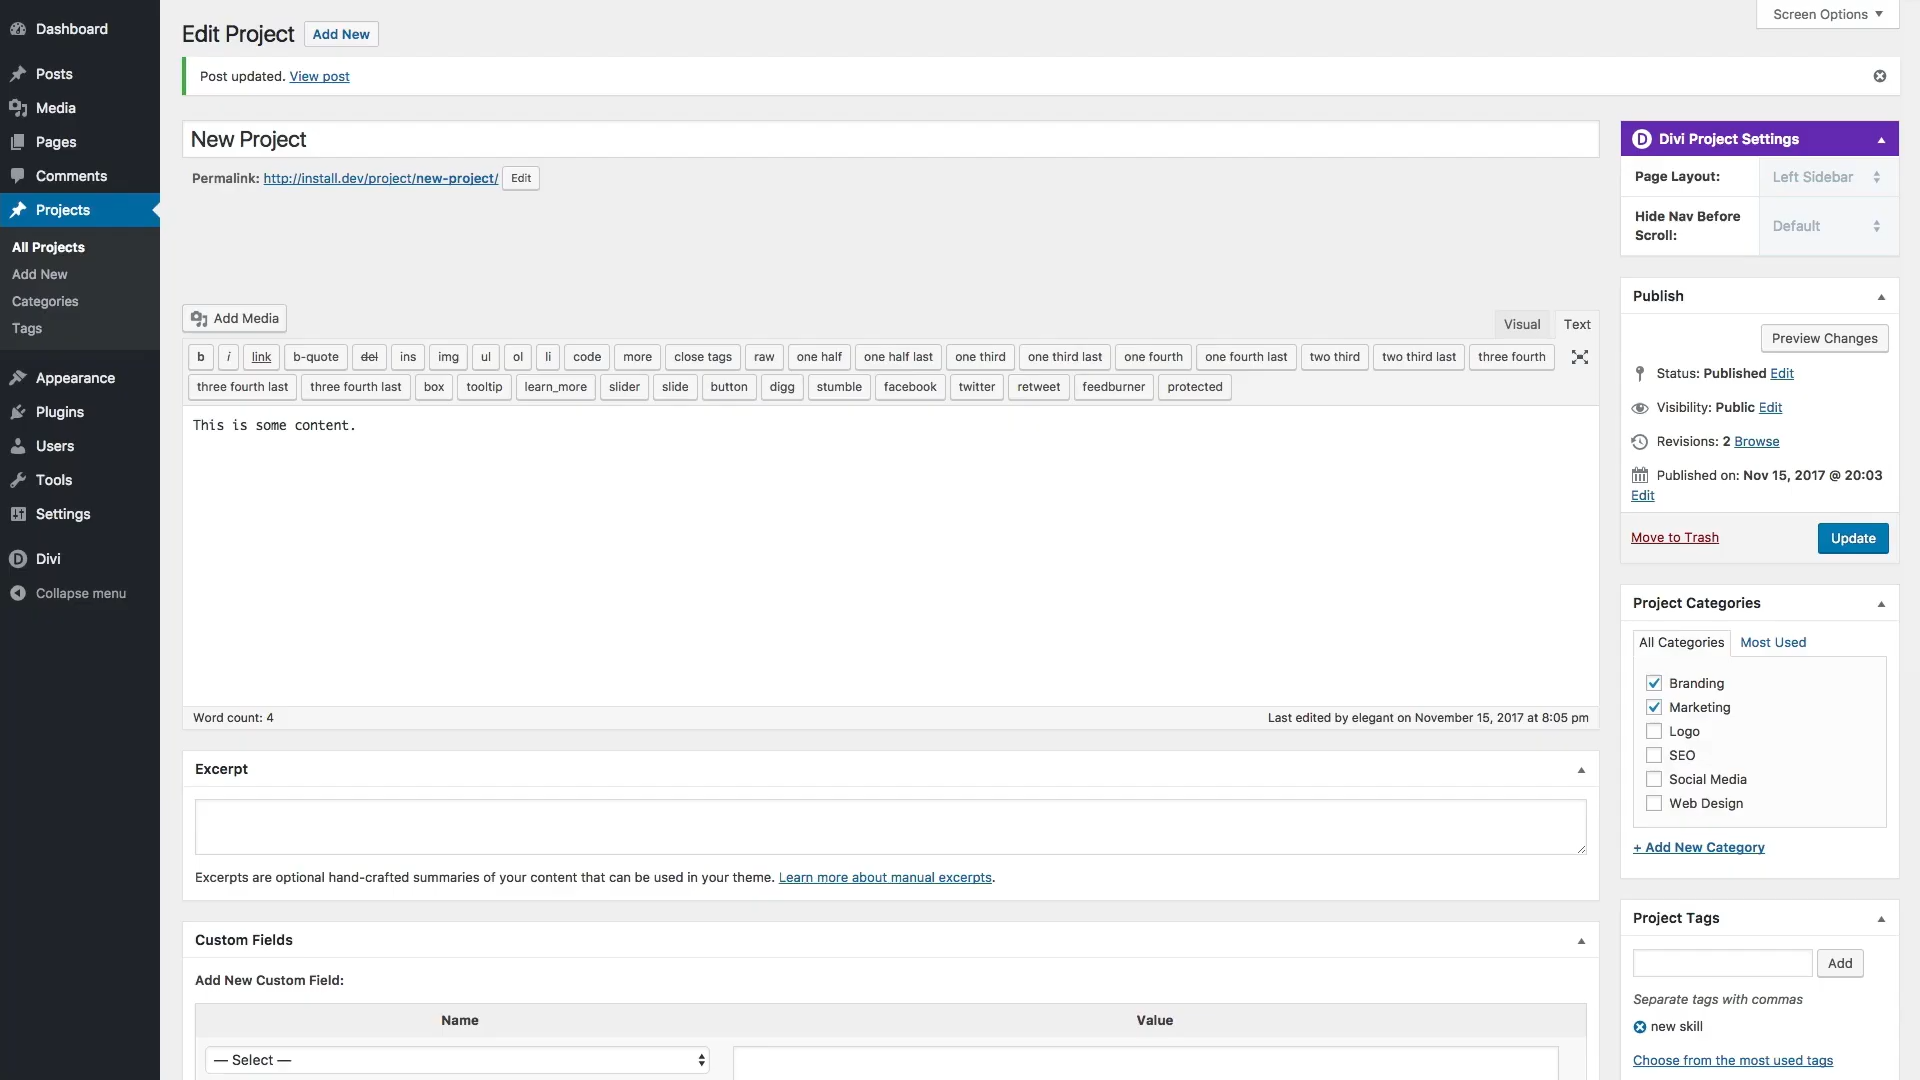 Dashboard
Posts
Media
Pages
Comments
Projects
All Projects
Add New
Categories
Tags
Appearance
Plugins
Users
Tools
Settings
Divi
Collapse menu
Screen Options
Edit Project Add New
Post updated. View post
New Project
Permalink: http://install.dev/project/new-project/ Edit
Add Media
Visual Text
b i link b-quote del ins img ul ol li code more close tags raw one half one half last one third one third last one fourth one fourth last two third two third last three fourth
three fourth last three fourth last box tooltip learn_more slider slide button digg stumble facebook twitter retweet feedburner protected
This is some content.
Word count: 4 Last edited by elegant on November 15, 2017 at 8:05 pm
Excerpt
Excerpts are optional hand-crafted summaries of your content that can be used in your theme. Learn more about manual excerpts.
Custom Fields
Add New Custom Field:
Name Value
— Select —
D Divi Project Settings
Page Layout: Left Sidebar
Hide Nav Before
Scroll:
Default
Publish
Preview Changes
Status: Published Edit
Visibility: Public Edit
Revisions: 2 Browse
Published on: Nov 15, 2017 @ 20:03
Edit
Move to Trash Update
Project Categories
All Categories Most Used
Branding
Marketing
Logo
SEO
Social Media
Web Design
+ Add New Category
Project Tags
Add
Separate tags with commas
new skill
Choose from the most used tags